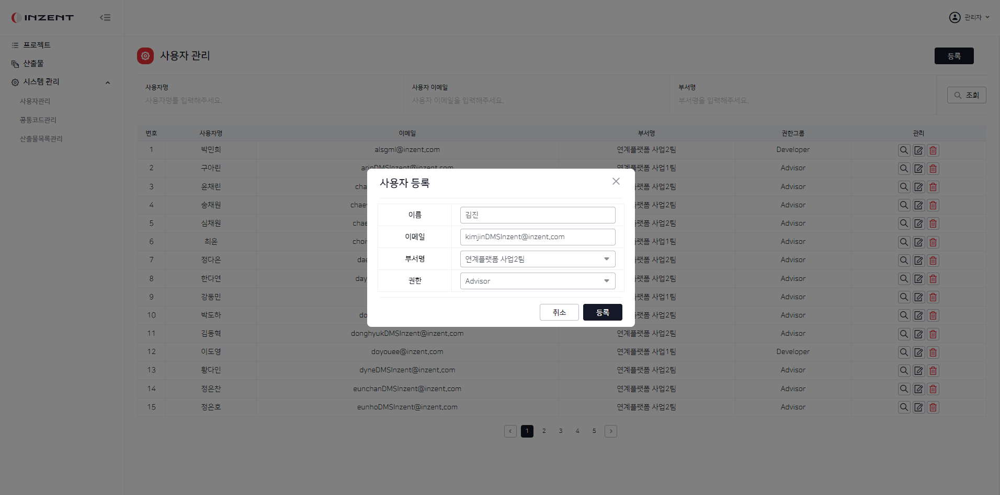 INZENT
관리자
프로젝트
산출물
시스템 관리
사용자관리
공통코드관리
산출물목록관리
사용자 관리
등록
사용자명
사용자명를 입력해주세요.
사용자 이메일
사용자 이메일을 입력해주세요.
부서명
부서명을 입력해주세요.
조회
번호 사용자명 이메일 부서명 권한그룹 관리
1 박민희 alsgml@inzent.com 연계플랫폼 사업2팀 Developer
2 구아린 arinDMSInzent@inzent.com 연계플랫폼 사업1팀 Advisor
3 윤채린 cha 플랫폼 사업2팀 Advisor
4 송채원 chae 플랫폼 사업2팀 Advisor
5 심채원 chae 플랫폼 사업2팀 Advisor
6 최윤 choi 플랫폼 사업1팀 Advisor
7 정다은 dae 플랫폼 사업2팀 Advisor
8 한다연 day 플랫폼 사업2팀 Advisor
9 강동민 플랫폼 사업1팀 Advisor
10 박도하 do 플랫폼 사업2팀 Advisor
11 김동혁 donghyukDMSInzent@inzent.com 연계플랫폼 사업2팀 Advisor
12 이도영 doyouee@inzent.com 연계플랫폼 사업1팀 Developer
13 황다인 dyneDMSInzent@inzent.com 연계플랫폼 사업2팀 Advisor
14 정은찬 eunchanDMSInzent@inzent.com 연계플랫폼 사업2팀 Advisor
15 정은호 eunhoDMSInzent@inzent.com 연계플랫폼 사업2팀 Advisor
1 2 3 4 5
사용자 등록
이름 김진
이메일 kimjinDMSInzent@inzent.com
부서명 연계플랫폼 사업2팀
권한 Advisor
취소 등록